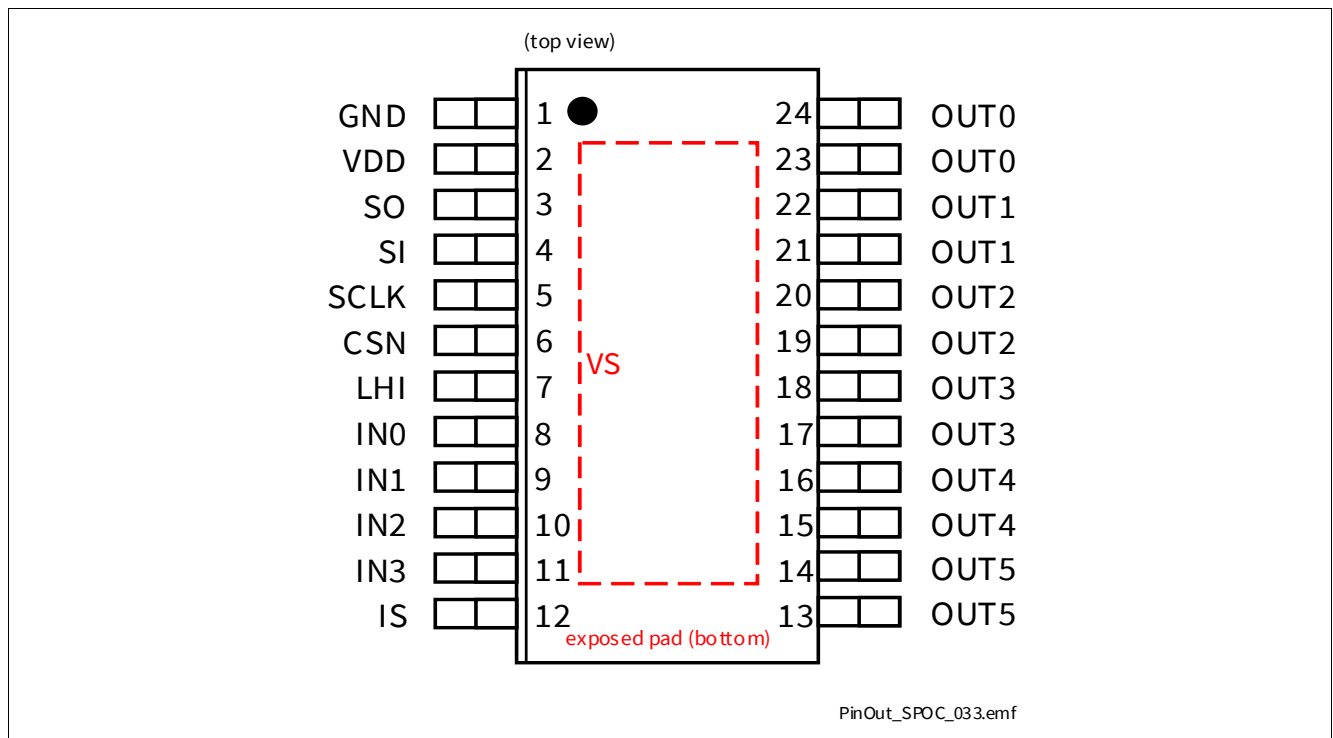 (top view)
GND 1 24 OUT0
VDD 2 23 OUT0
SO 3 22 OUT1
SI 4 21 OUT1
SCLK 5 20 OUT2
CSN 6 19 OUT2
VS
LHI 7 18 OUT3
IN0 8 17 OUT3
IN1 9 16 OUT4
IN2 10 15 OUT4
IN3 11 14 OUT5
IS 12 13 OUT5
exposed pad (bottom)
PinOut_SPOC_033.emf